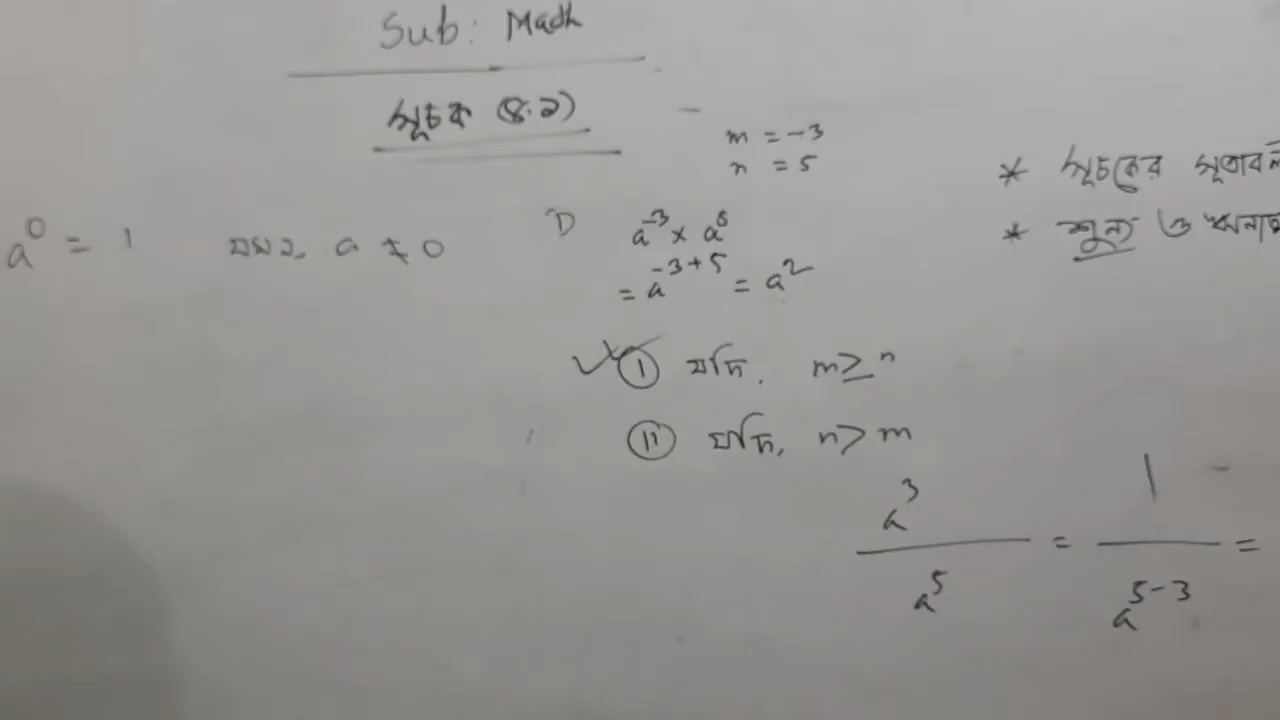 Sub: Math
সূচক (৪.১)
m = -3
n = 5
* সূচকের
* শূন্য ও
a⁰ = 1 যখন, a ≠ 0
a⁻³ × a⁵
= a⁻³⁺⁵ = a²
(i) যদি, m ≥ n
(ii) যদি, n > m
a³ / a⁵ = 1 / a⁵⁻³ =